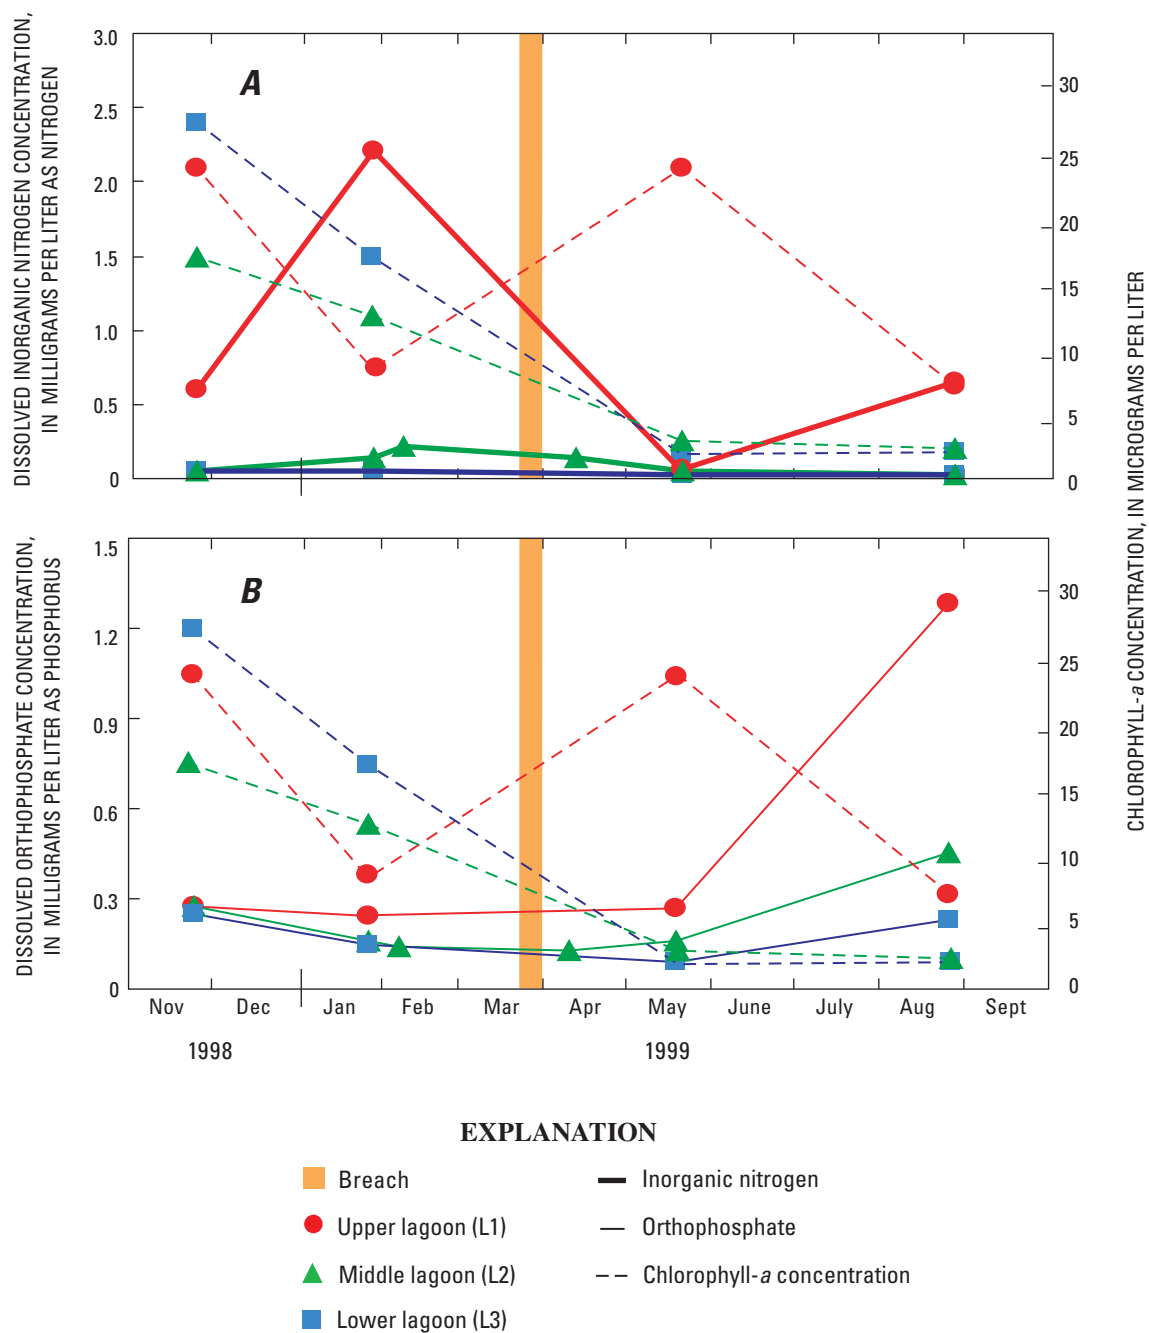 DISSOLVED INORGANIC NITROGEN CONCENTRATION,
IN MILLIGRAMS PER LITER AS NITROGEN
3.0
2.5
2.0
1.5
1.0
0.5
0
A
30
25
20
15
10
5
0
CHLOROPHYLL-a CONCENTRATION, IN MICROGRAMS PER LITER
DISSOLVED ORTHOPHOSPHATE CONCENTRATION,
IN MILLIGRAMS PER LITER AS PHOSPHORUS
1.5
1.2
0.9
0.6
0.3
0
B
30
25
20
15
10
5
0
Nov Dec Jan Feb Mar Apr May June July Aug Sept
1998 1999
EXPLANATION
Breach
Upper lagoon (L1)
Middle lagoon (L2)
Lower lagoon (L3)
Inorganic nitrogen
Orthophosphate
Chlorophyll-a concentration